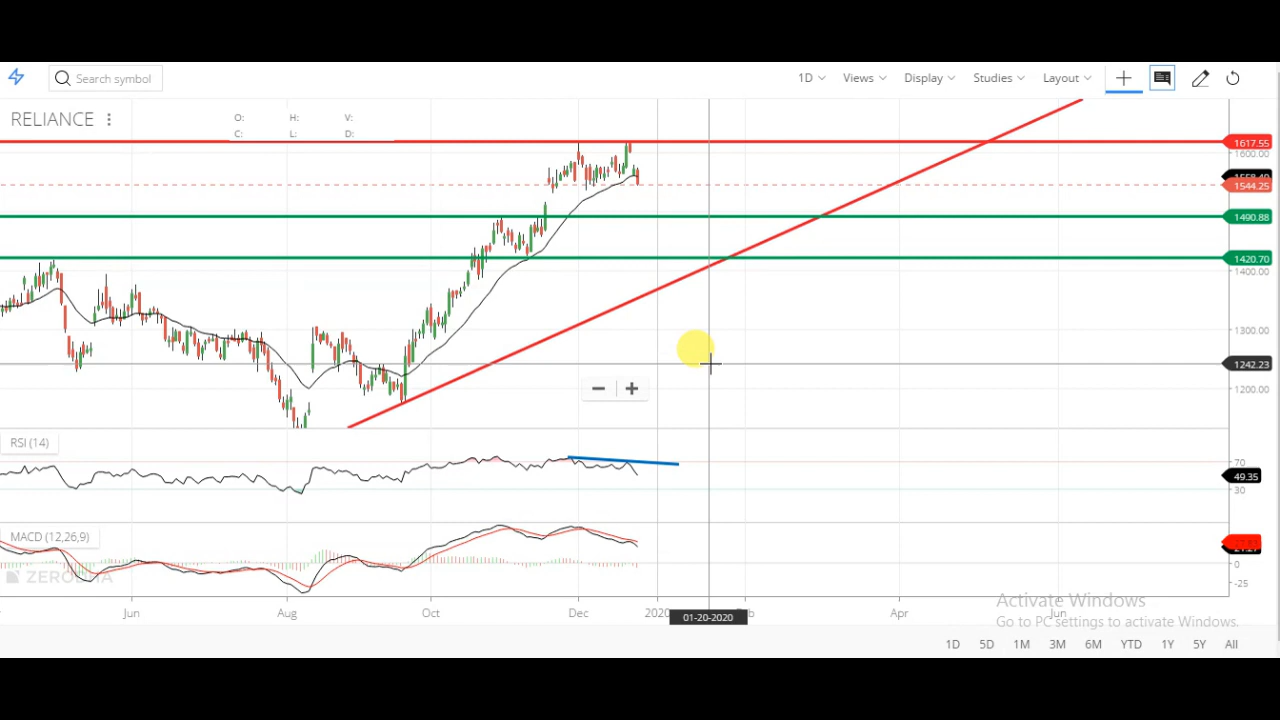 Search symbol
1D Views Display Studies Crosshair Layout
RELIANCE
O: H: V:
C: L: D:
1617.55
1600.00
1544.25
1490.88
1420.70
1400.00
1300.00
1242.23
1200.00
RSI (14)
70
49.35
30
MACD (12,26,9)
0
-25
ZERODHA
Jun Aug Oct Dec 2020 Apr Jun
01-20-2020
Activate Windows
Go to PC settings to activate Windows.
1D 5D 1M 3M 6M YTD 1Y 5Y All